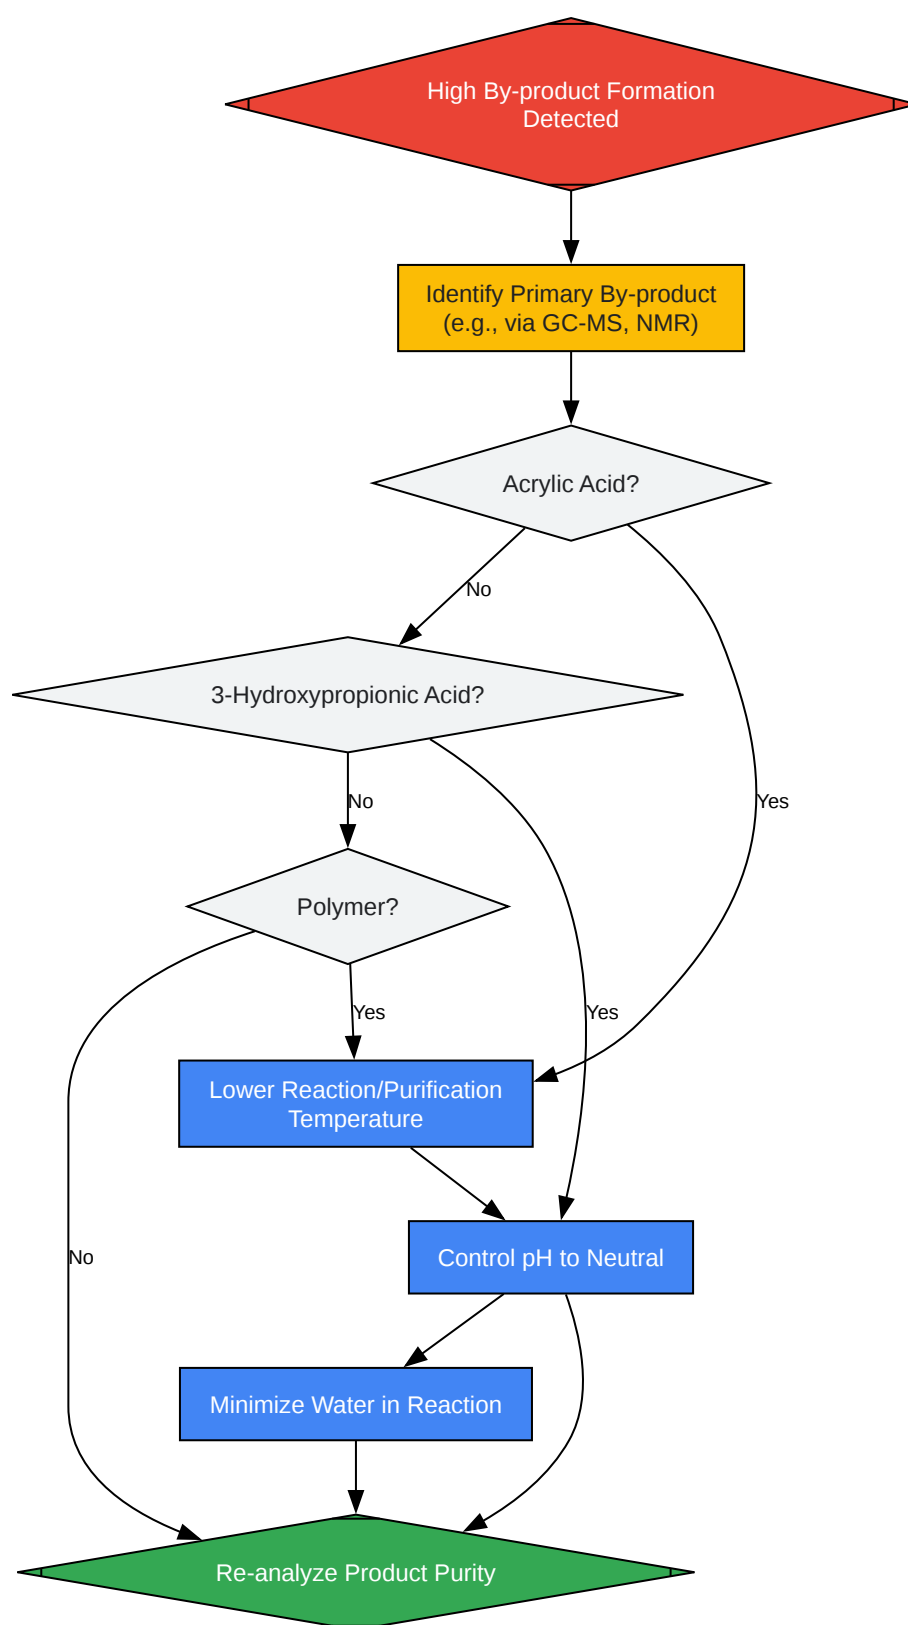 High By-product Formation
Detected
Identify Primary By-product
(e.g., via GC-MS, NMR)
Acrylic Acid?
No
3-Hydroxypropionic Acid?
Yes
No
Polymer?
Yes
Yes
Lower Reaction/Purification
Temperature
No
Control pH to Neutral
Minimize Water in Reaction
Re-analyze Product Purity